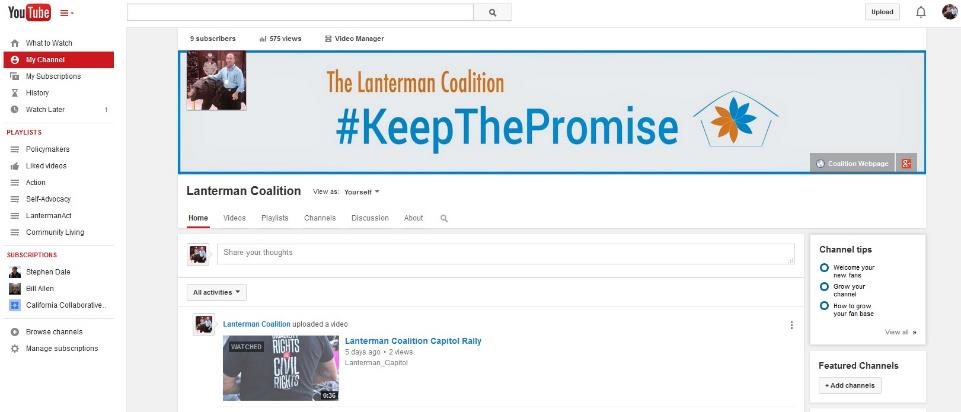 YouTube
Upload
What to Watch
My Channel
My Subscriptions
History
Watch Later 1
PLAYLISTS
Policymakers
Liked videos
Action
Self-Advocacy
LantermanAct
Community Living
SUBSCRIPTIONS
Stephen Dale
Bill Allen
California Collaborative...
Browse channels
Manage subscriptions
9 subscribers 575 views Video Manager
The Lanterman Coalition
#KeepThePromise
Coalition Webpage
Lanterman Coalition View as: Yourself
Home Videos Playlists Channels Discussion About
Share your thoughts
All activities
Lanterman Coalition uploaded a video
WATCHED
RIGHTS
CIVIL
RIGHTS
0:36
Lanterman Coalition Capitol Rally
5 days ago • 2 views
Lanterman_Capitol
Channel tips
Welcome your
new fans
Grow your
channel
How to grow
your fan base
View all »
Featured Channels
+ Add channels